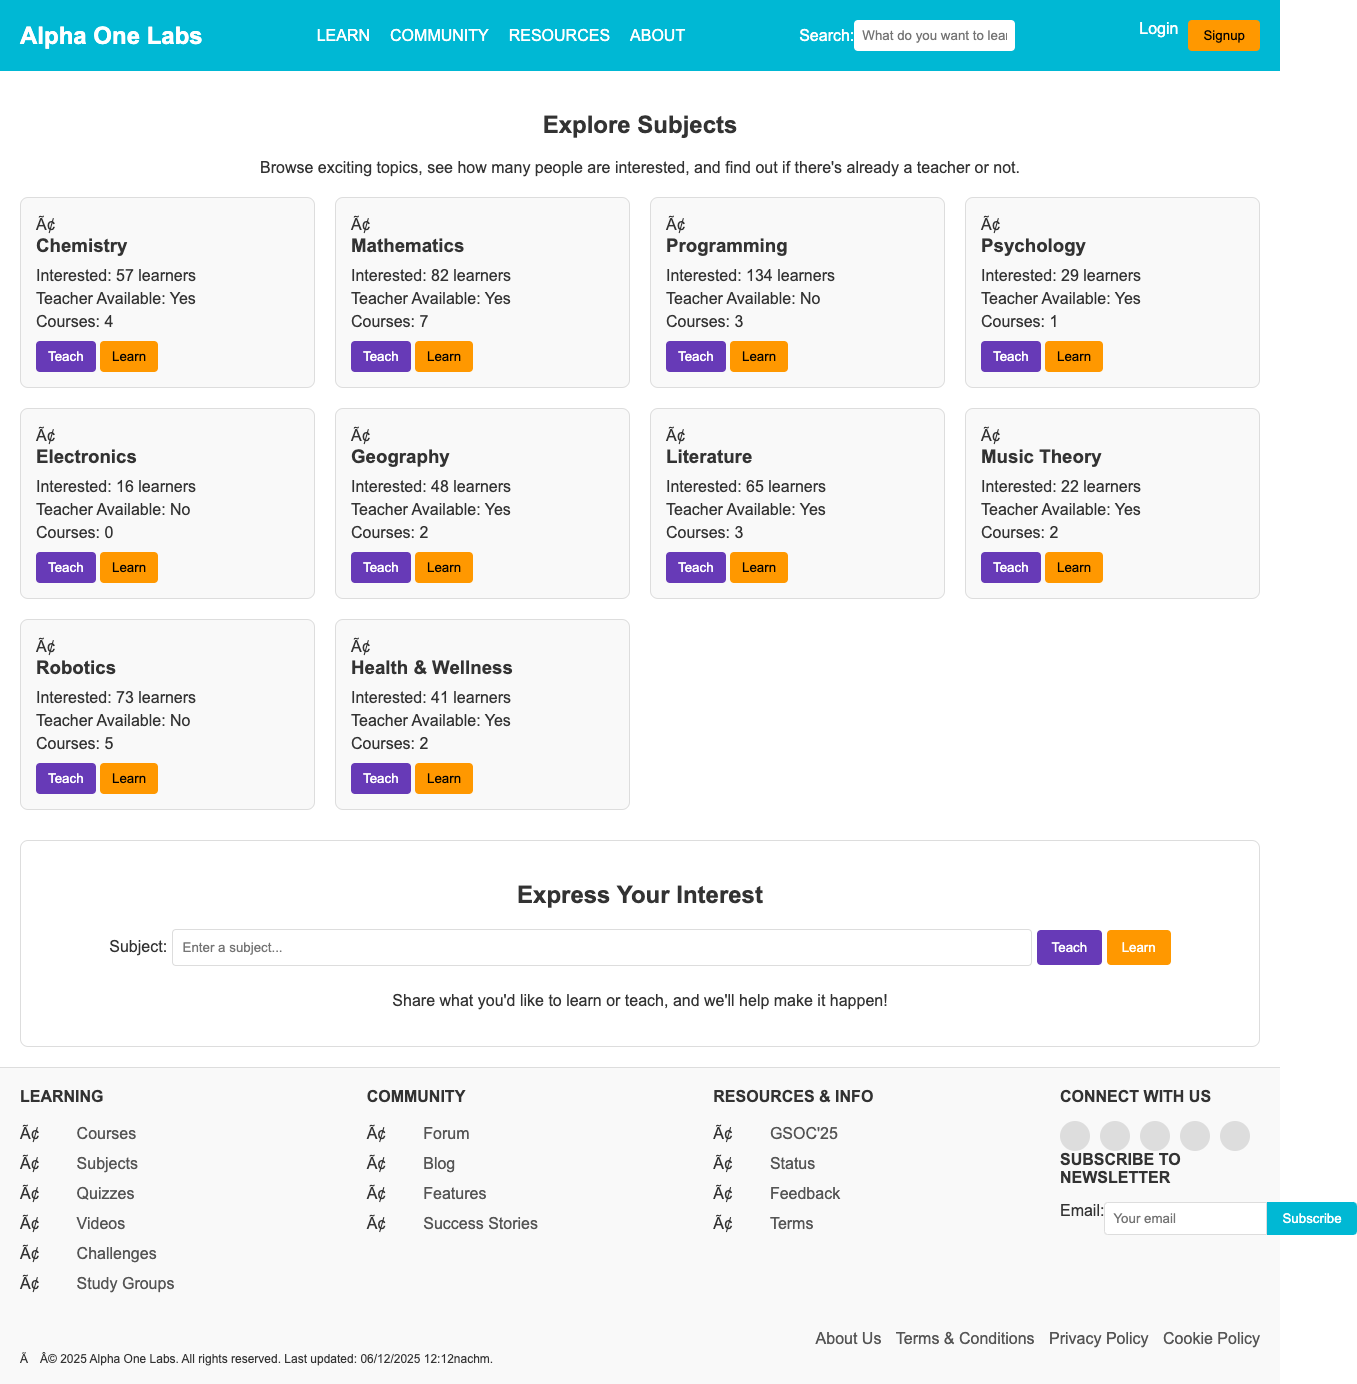 Alpha One Labs
LEARN COMMUNITY RESOURCES ABOUT
Search: What do you want to lear
Login Signup
Explore Subjects
Browse exciting topics, see how many people are interested, and find out if there's already a teacher or not.
Ã¢
Chemistry
Interested: 57 learners
Teacher Available: Yes
Courses: 4
Teach Learn
Ã¢
Mathematics
Interested: 82 learners
Teacher Available: Yes
Courses: 7
Teach Learn
Ã¢
Programming
Interested: 134 learners
Teacher Available: No
Courses: 3
Teach Learn
Ã¢
Psychology
Interested: 29 learners
Teacher Available: Yes
Courses: 1
Teach Learn
Ã¢
Electronics
Interested: 16 learners
Teacher Available: No
Courses: 0
Teach Learn
Ã¢
Geography
Interested: 48 learners
Teacher Available: Yes
Courses: 2
Teach Learn
Ã¢
Literature
Interested: 65 learners
Teacher Available: Yes
Courses: 3
Teach Learn
Ã¢
Music Theory
Interested: 22 learners
Teacher Available: Yes
Courses: 2
Teach Learn
Ã¢
Robotics
Interested: 73 learners
Teacher Available: No
Courses: 5
Teach Learn
Ã¢
Health & Wellness
Interested: 41 learners
Teacher Available: Yes
Courses: 2
Teach Learn
Express Your Interest
Subject: Enter a subject... Teach Learn
Share what you'd like to learn or teach, and we'll help make it happen!
LEARNING
Ã¢ Courses
Ã¢ Subjects
Ã¢ Quizzes
Ã¢ Videos
Ã¢ Challenges
Ã¢ Study Groups
COMMUNITY
Ã¢ Forum
Ã¢ Blog
Ã¢ Features
Ã¢ Success Stories
RESOURCES & INFO
Ã¢ GSOC'25
Ã¢ Status
Ã¢ Feedback
Ã¢ Terms
CONNECT WITH US
SUBSCRIBE TO
NEWSLETTER
Email: Your email Subscribe
About Us Terms & Conditions Privacy Policy Cookie Policy
Ã Â© 2025 Alpha One Labs. All rights reserved. Last updated: 06/12/2025 12:12nachm.